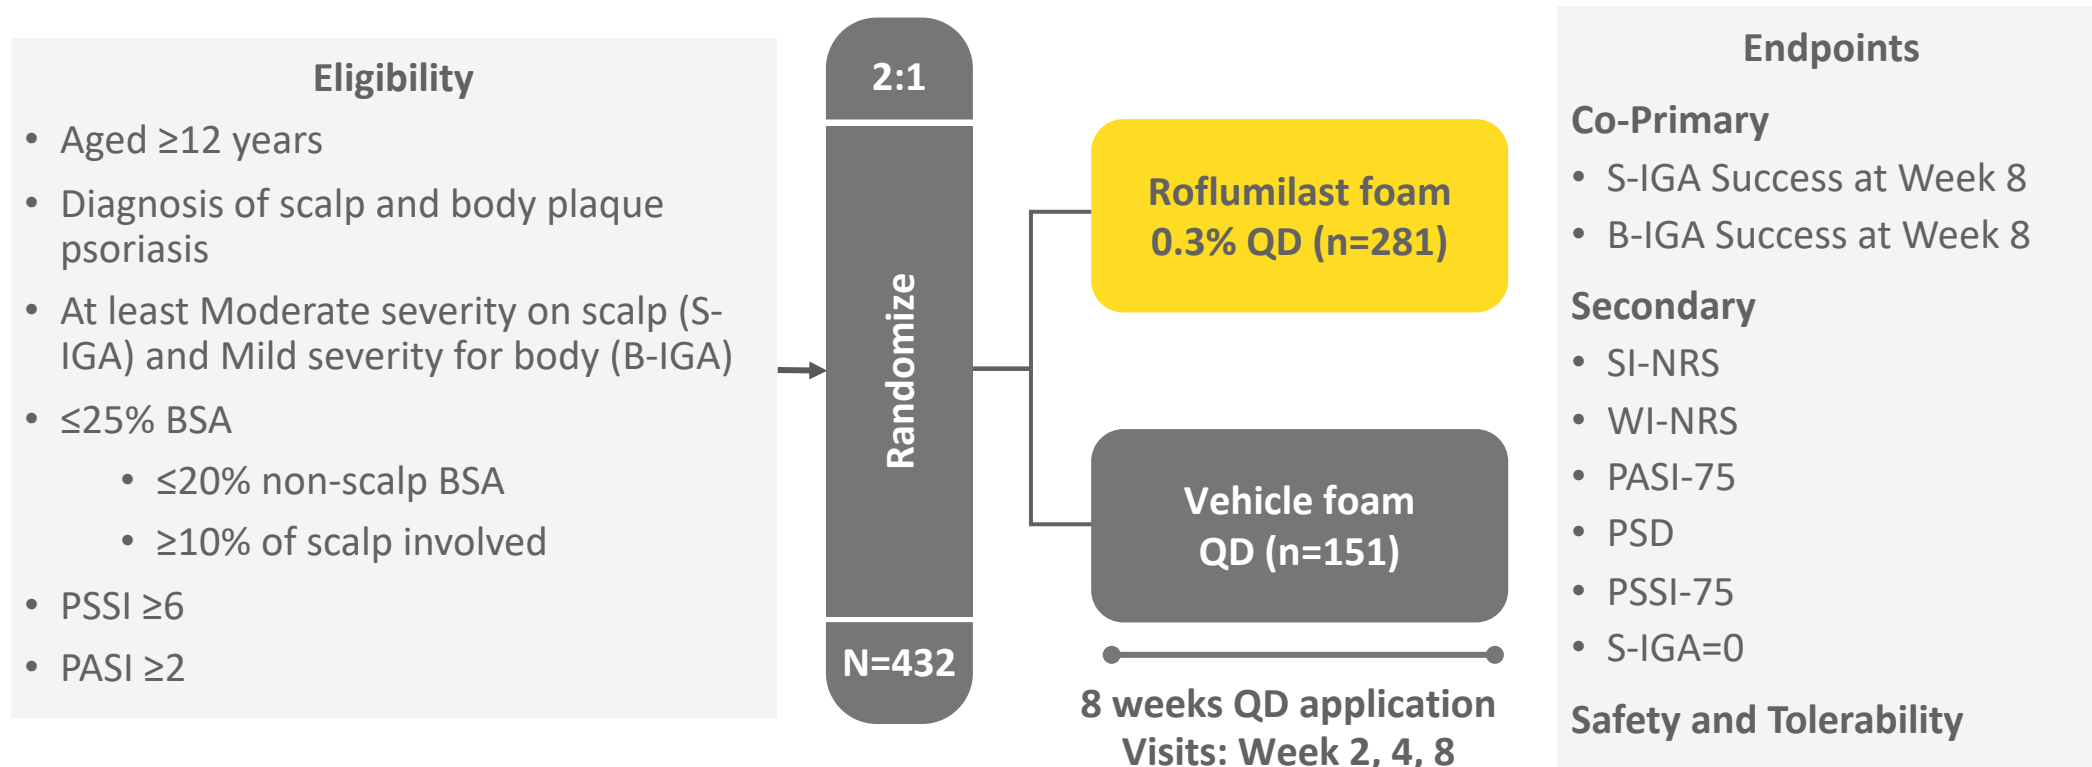 Eligibility
• Aged ≥12 years
• Diagnosis of scalp and body plaque
psoriasis
• At least Moderate severity on scalp (S-
IGA) and Mild severity for body (B-IGA)
• ≤25% BSA
• ≤20% non-scalp BSA
• ≥10% of scalp involved
• PSSI ≥6
• PASI ≥2
2:1
Randomize
N=432
Roflumilast foam
0.3% QD (n=281)
Vehicle foam
QD (n=151)
8 weeks QD application
Visits: Week 2, 4, 8
Endpoints
Co-Primary
• S-IGA Success at Week 8
• B-IGA Success at Week 8
Secondary
• SI-NRS
• WI-NRS
• PASI-75
• PSD
• PSSI-75
• S-IGA=0
Safety and Tolerability